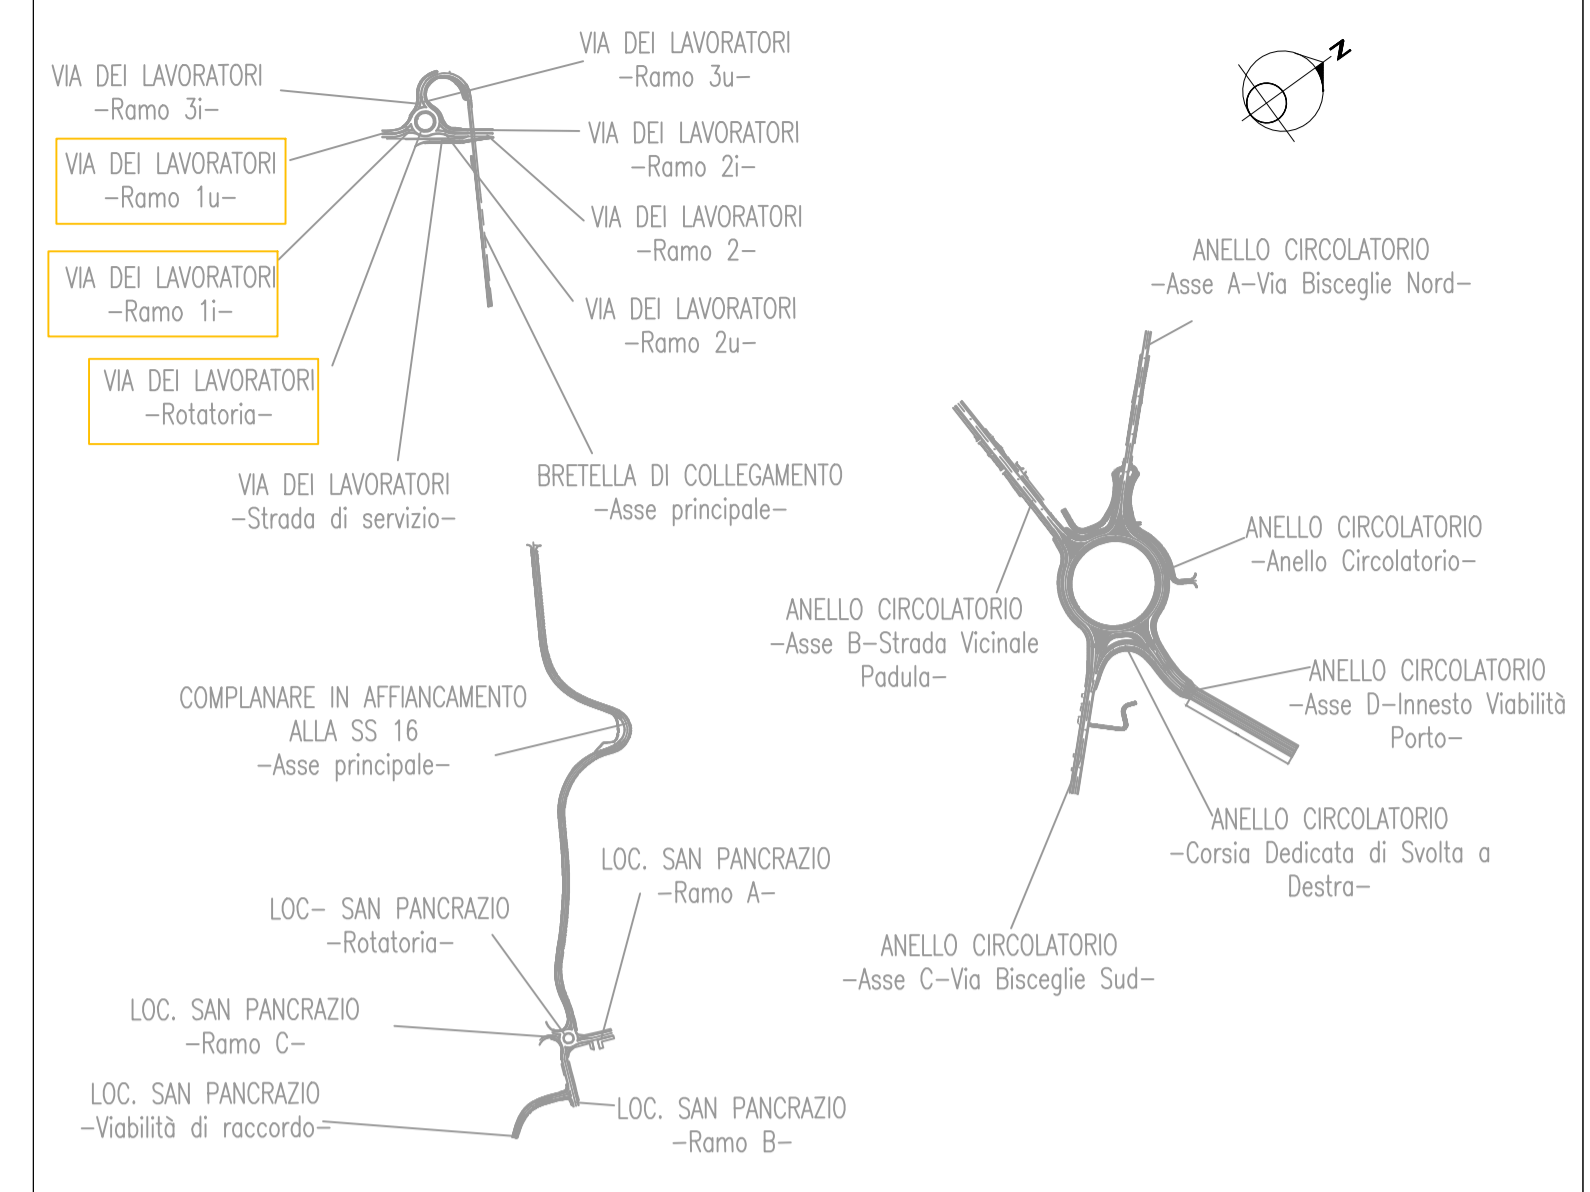 VIA DEI LAVORATORI
-Ramo 3u-
VIA DEI LAVORATORI
-Ramo 3i-
N
VIA DEI LAVORATORI
-Ramo 2i-
VIA DEI LAVORATORI
-Ramo 1u-
VIA DEI LAVORATORI
-Ramo 2-
VIA DEI LAVORATORI
-Ramo 1i-
VIA DEI LAVORATORI
-Ramo 2u-
VIA DEI LAVORATORI
-Rotatoria-
VIA DEI LAVORATORI
-Strada di servizio-
BRETELLA DI COLLEGAMENTO
-Asse principale-
ANELLO CIRCOLATORIO
-Asse A-Via Bisceglie Nord-
ANELLO CIRCOLATORIO
-Anello Circolatorio-
ANELLO CIRCOLATORIO
-Asse B-Strada Vicinale
Padula-
ANELLO CIRCOLATORIO
-Asse D-Innesto Viabilità
Porto-
COMPLANARE IN AFFIANCAMENTO
ALLA SS 16
-Asse principale-
ANELLO CIRCOLATORIO
-Corsia Dedicata di Svolta a
Destra-
LOC. SAN PANCRAZIO
-Ramo A-
LOC- SAN PANCRAZIO
-Rotatoria-
ANELLO CIRCOLATORIO
-Asse C-Via Bisceglie Sud-
LOC. SAN PANCRAZIO
-Ramo C-
LOC. SAN PANCRAZIO
-Viabilità di raccordo-
LOC. SAN PANCRAZIO
-Ramo B-